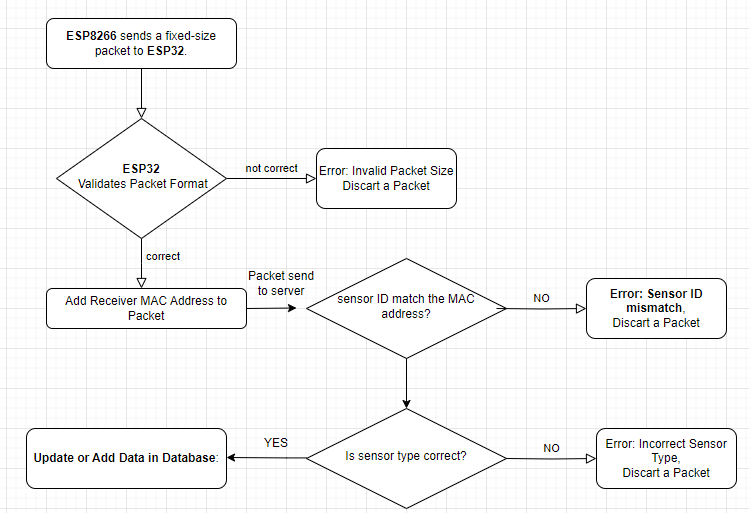 ESP8266 sends a fixed-size
packet to ESP32.
ESP32
Validates Packet Format
not correct
Error: Invalid Packet Size
Discart a Packet
correct
Add Receiver MAC Address to
Packet
Packet send
to server
sensor ID match the MAC
address?
NO
Error: Sensor ID
mismatch,
Discart a Packet
Is sensor type correct?
YES
Update or Add Data in Database:
NO
Error: Incorrect Sensor
Type,
Discart a Packet